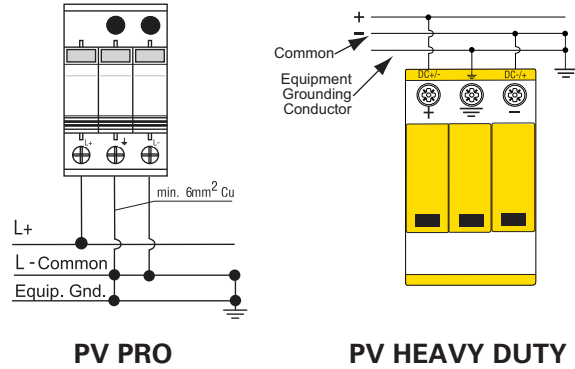 L+
L-
min. 6mm² Cu
L+
L - Common
Equip. Gnd.
PV PRO
+
–
Common
Equipment
Grounding
Conductor
DC+/-
DC-/+
+
–
PV HEAVY DUTY